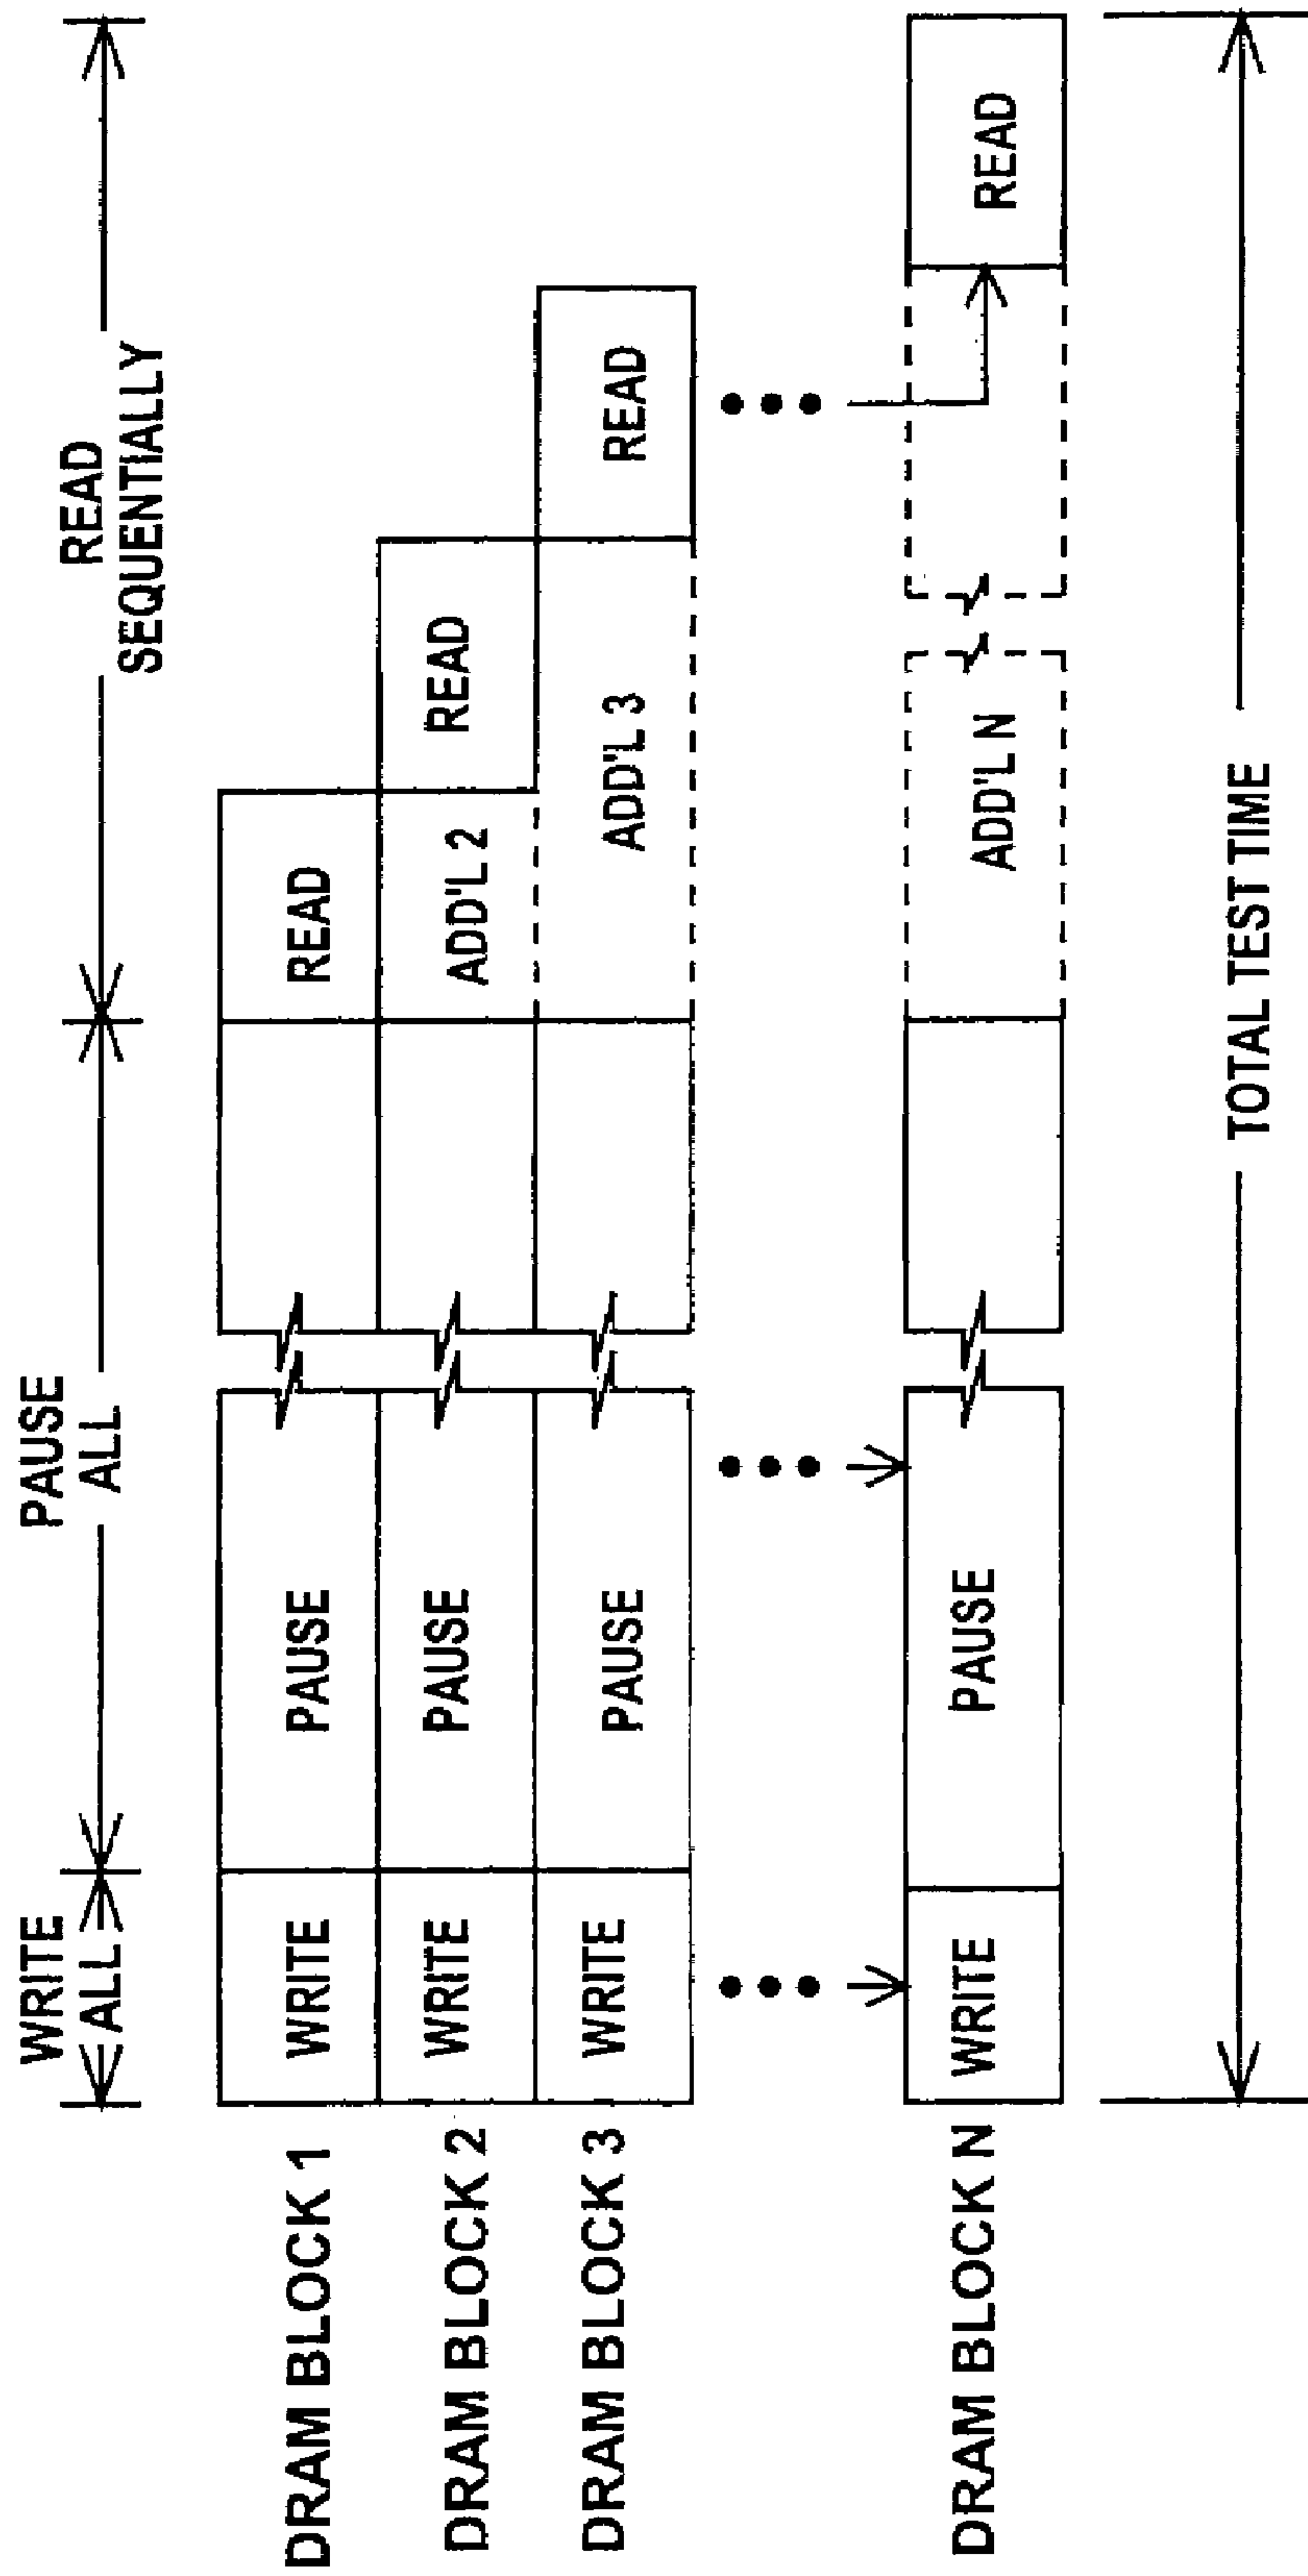 WRITE
ALL
PAUSE
ALL
READ
SEQUENTIALLY
DRAM BLOCK 1
WRITE
PAUSE
READ
DRAM BLOCK 2
WRITE
PAUSE
ADD'L 2
READ
DRAM BLOCK 3
WRITE
PAUSE
ADD'L 3
READ
DRAM BLOCK N
WRITE
PAUSE
ADD'L N
READ
TOTAL TEST TIME